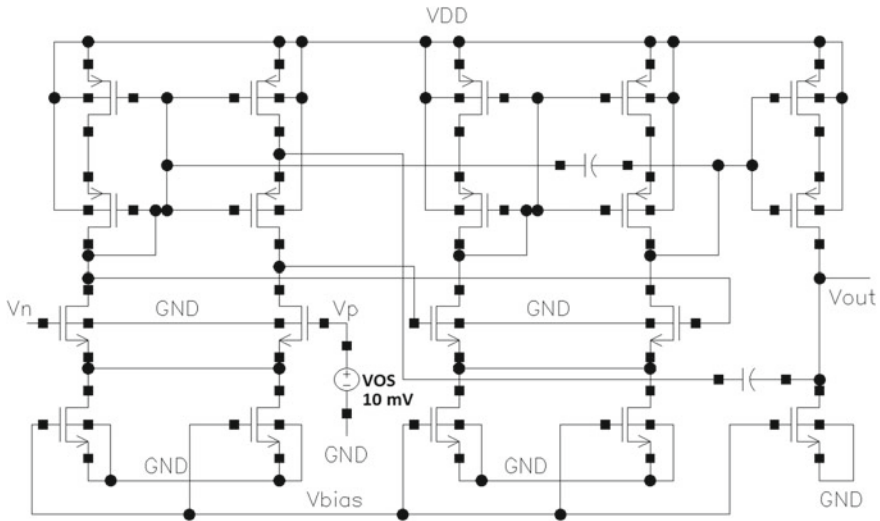 VDD
Vn
GND
Vp
GND
Vout
VOS
10 mV
GND
GND
GND
GND
Vbias